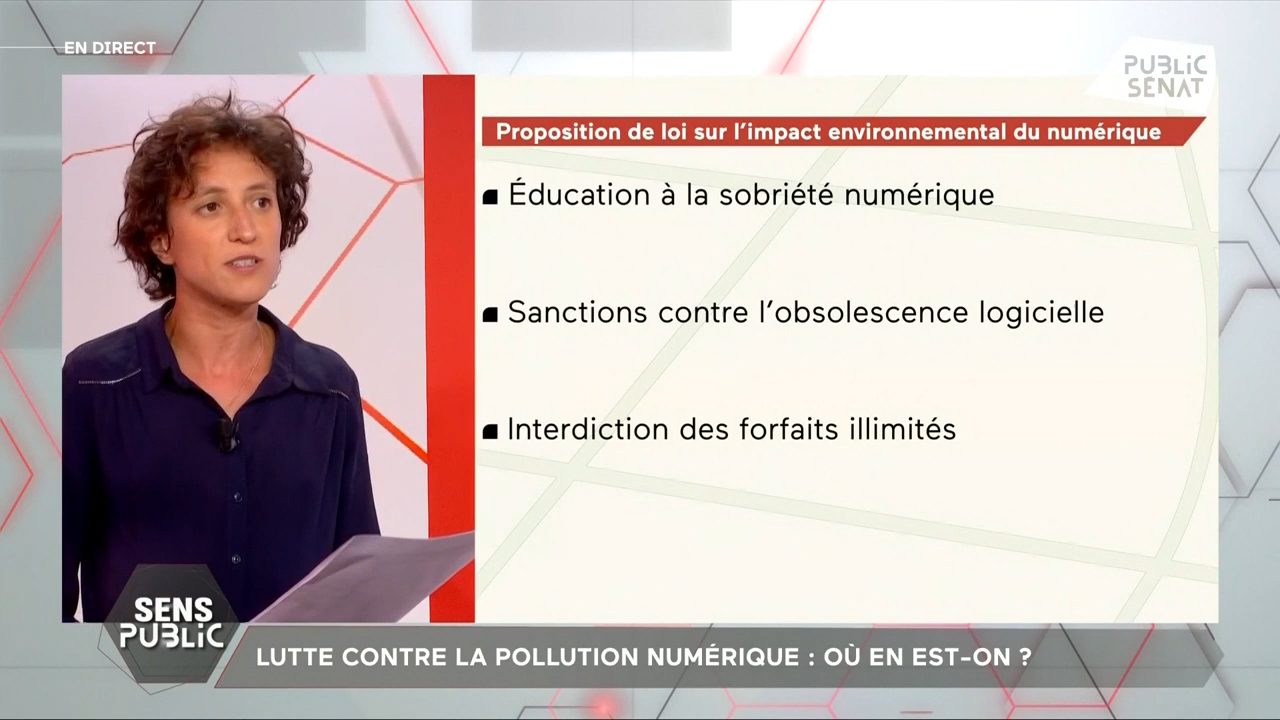 EN DIRECT
PUBLIC
SÉNAT
Proposition de loi sur l'impact environnemental du numérique
Éducation à la sobriété numérique
Sanctions contre l'obsolescence logicielle
Interdiction des forfaits illimités
SENS
PUBLIC
LUTTE CONTRE LA POLLUTION NUMÉRIQUE : OÙ EN EST-ON ?